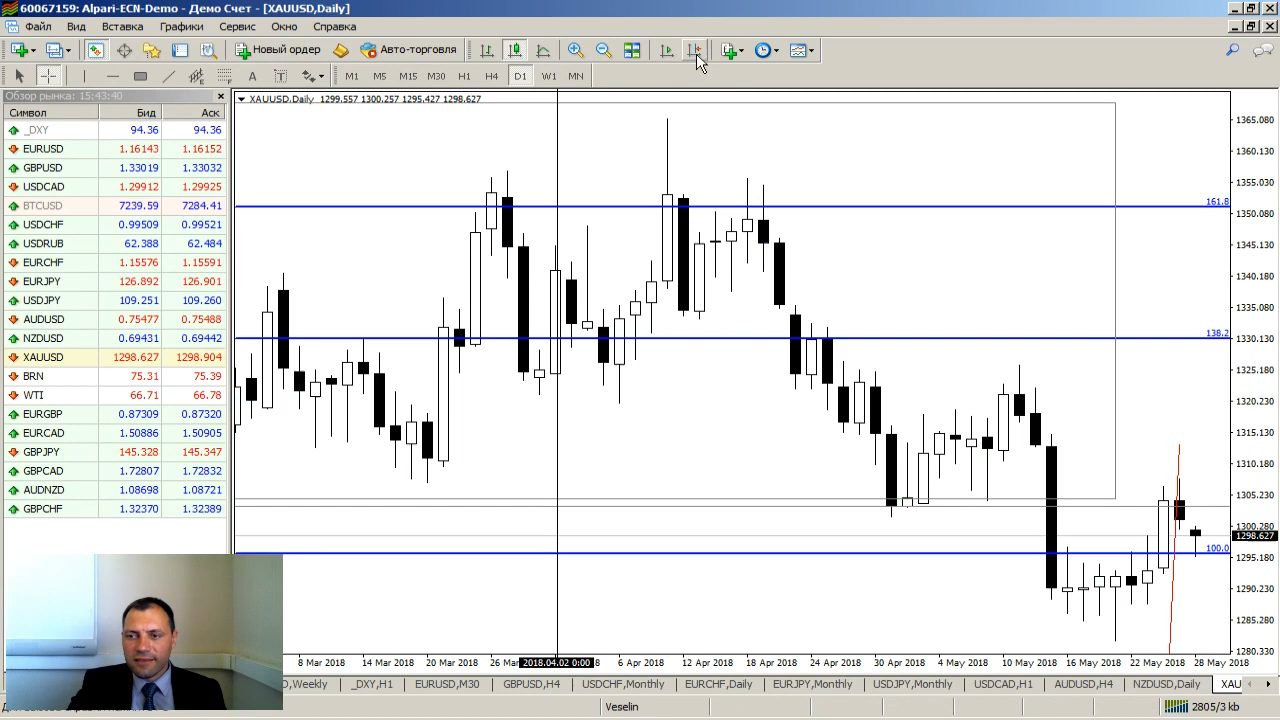 60067159: Alpari-ECN-Demo - Демо Счет - [XAUUSD,Daily]
Файл Вид Вставка Графики Сервис Окно Справка
Новый ордер Авто-торго
A T M1 M5 M15 M30 H1 H4 D1 W1 MN
Обзор рынка: 15:43:40
Символ Бид Аск
_DXY 94.36 94.36
EURUSD 1.16143 1.16152
GBPUSD 1.33019 1.33032
USDCAD 1.29912 1.29925
BTCUSD 7239.59 7284.41
USDCHF 0.99509 0.99521
USDRUB 62.388 62.484
EURCHF 1.15576 1.15591
EURJPY 126.892 126.901
USDJPY 109.251 109.260
AUDUSD 0.75477 0.75488
NZDUSD 0.69431 0.69442
XAUUSD 1298.627 1298.904
BRN 75.31 75.39
WTI 66.71 66.78
EURGBP 0.87309 0.87320
EURCAD 1.50886 1.50905
GBPJPY 145.328 145.347
GBPCAD 1.72807 1.72832
AUDNZD 1.08698 1.08721
GBPCHF 1.32370 1.32389
XAUUSD,Daily 1299.557 1300.257 1295.427 1298.627
161.8
138.2
100.0
1365.080
1360.130
1355.030
1350.080
1345.130
1340.180
1335.080
1330.130
1325.180
1320.230
1315.130
1310.180
1305.230
1300.280
1298.627
1295.180
1290.230
1285.280
1280.330
8 Mar 2018 14 Mar 2018 20 Mar 2018 26 Mar 2018.04.02 0:00 8 6 Apr 2018 12 Apr 2018 18 Apr 2018 24 Apr 2018 30 Apr 2018 4 May 2018 10 May 2018 16 May 2018 22 May 2018 28 May 2018
D,Weekly _DXY,H1 EURUSD,M30 GBPUSD,H4 USDCHF,Monthly EURCHF,Daily EURJPY,Monthly USDJPY,Monthly USDCAD,H1 AUDUSD,H4 NZDUSD,Daily XAU
Veselin 2805/3 kb